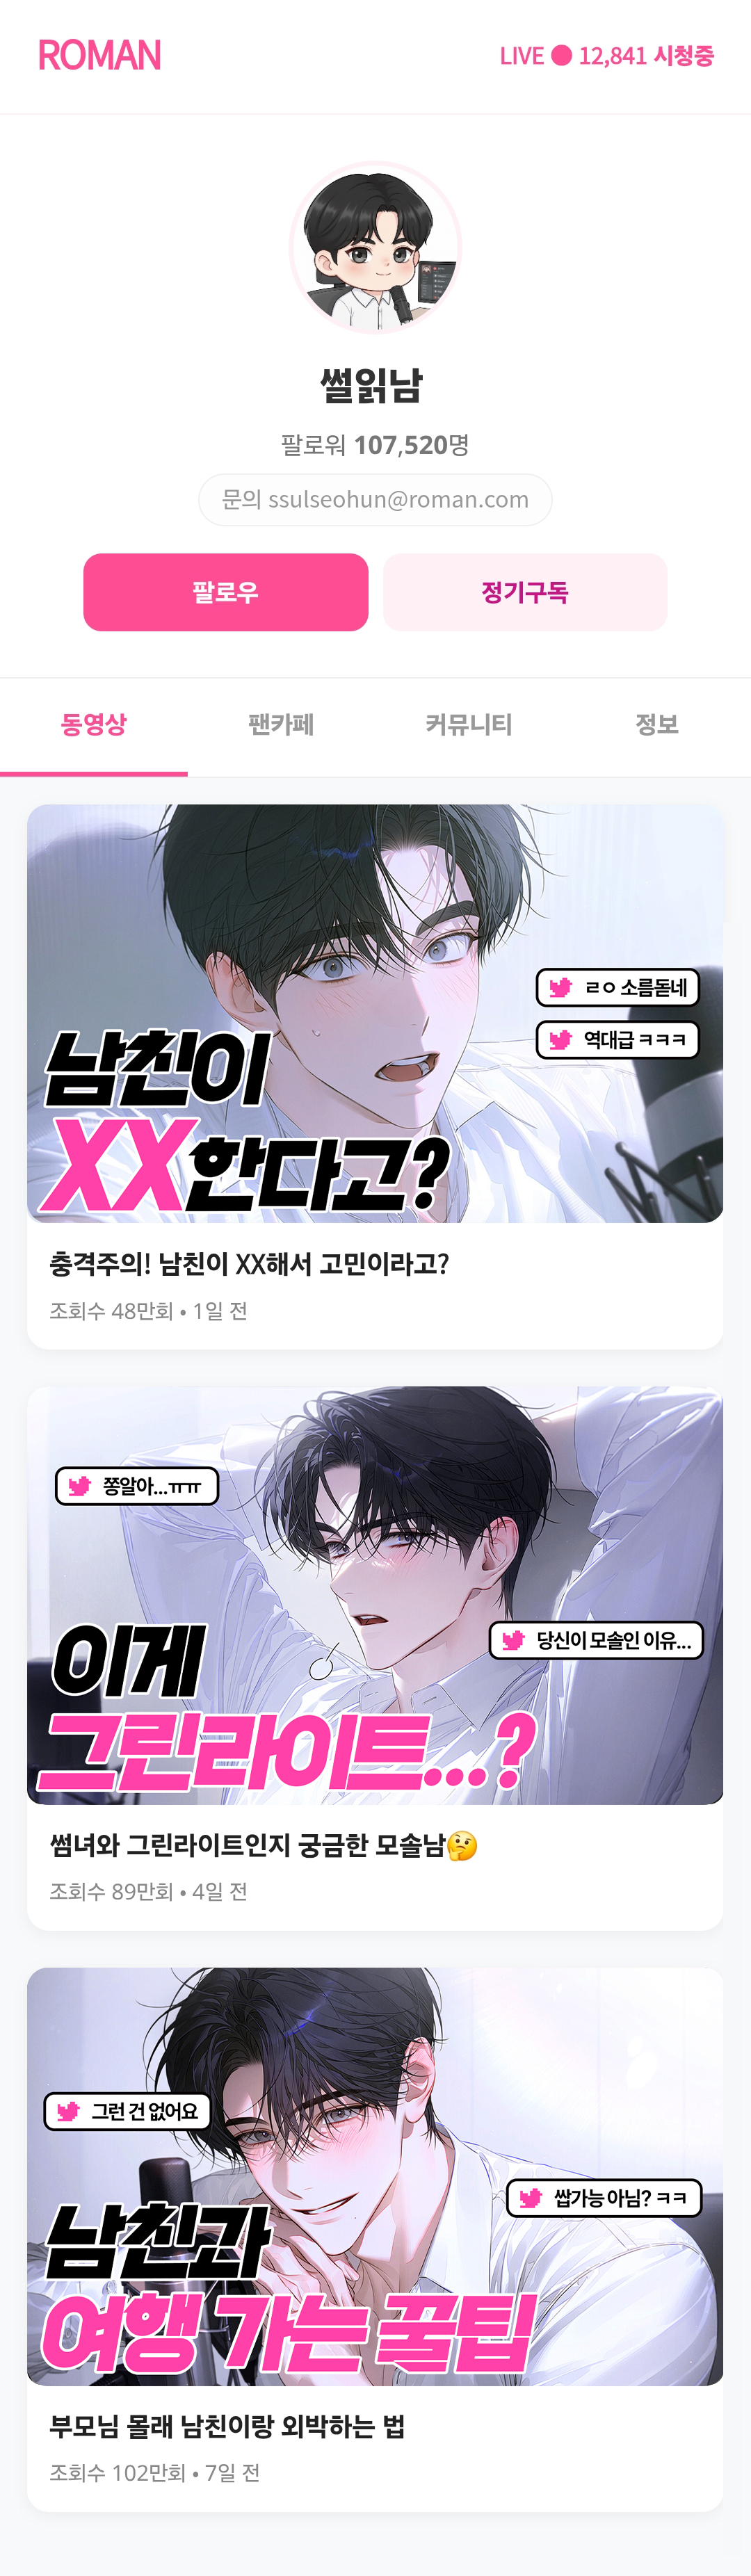 ROMAN
LIVE ● 12,841 시청중
썰읽남
팔로워 107,520명
문의 ssulseohun@roman.com
팔로우
정기구독
동영상
팬카페
커뮤니티
정보
ㄹㅇ 소름돋네
역대급 ㅋㅋㅋ
남친이
XX한다고?
충격주의! 남친이 XX해서 고민이라고?
조회수 48만회 • 1일 전
쫑알아...ㅠㅠ
당신이 모솔인 이유...
이게
그린라이트...?
썸녀와 그린라이트인지 궁금한 모솔남🤔
조회수 89만회 • 4일 전
그런 건 없어요
쌉가능 아님? ㅋㅋ
남친과
여행 가는 꿀팁
부모님 몰래 남친이랑 외박하는 법
조회수 102만회 • 7일 전